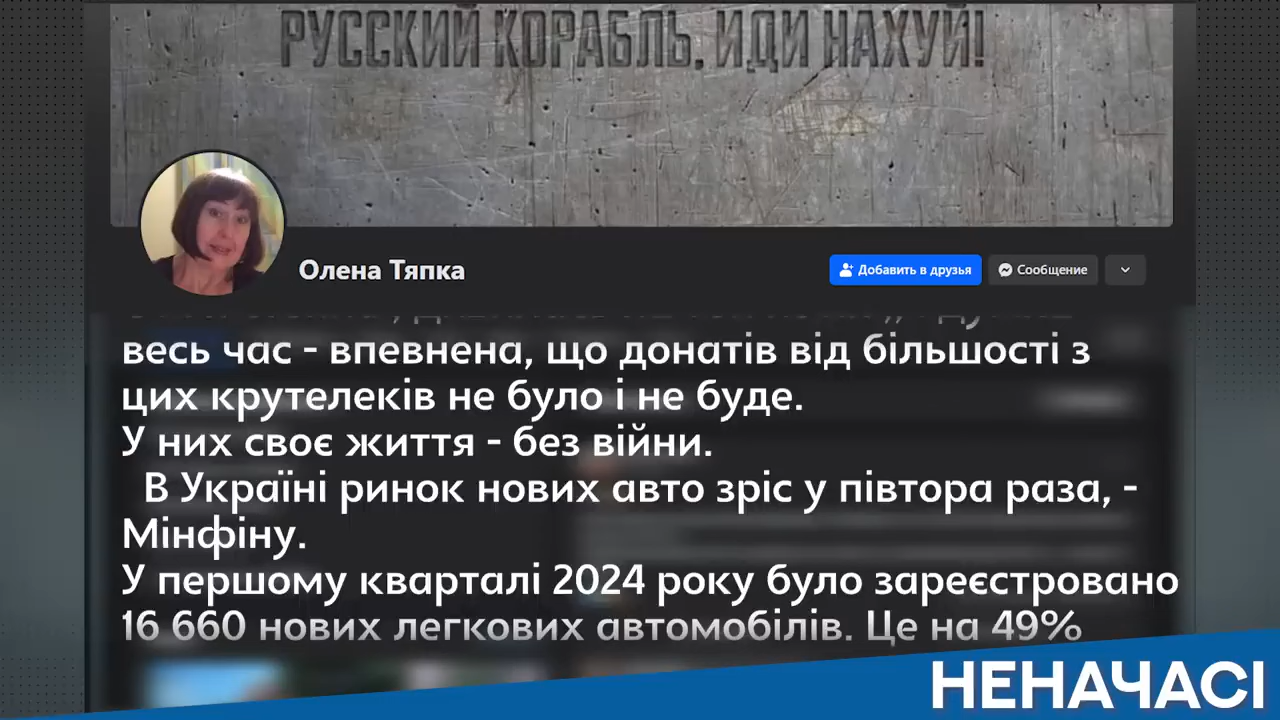 РУССКИЙ КОРАБЛЬ, ИДИ НАХУЙ!
Олена Тяпка
Добавить в друзья
Сообщение
весь час - впевнена, що донатів від більшості з
цих крутелеків не було і не буде.
У них своє життя - без війни.
В Україні ринок нових авто зріс у півтора раза, -
Мінфіну.
У першому кварталі 2024 року було зареєстровано
16 660 нових легкових автомобілів. Це на 49%
НЕНАЧАСІ